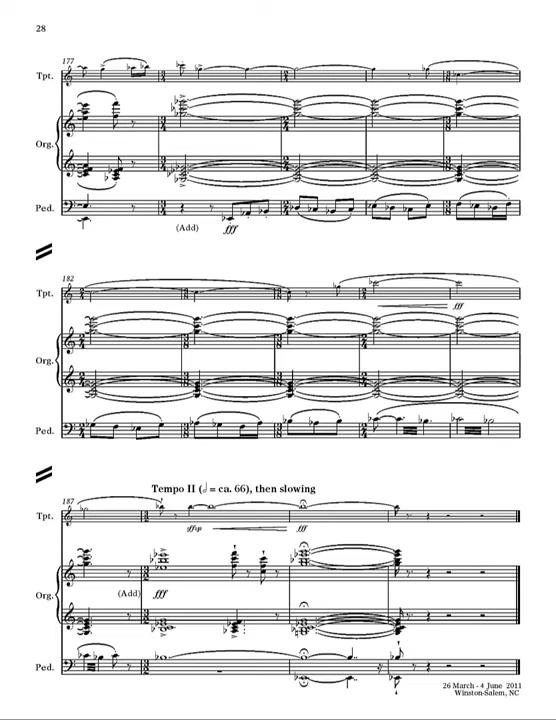 28
177
Tpt.
Org.
Ped.
(Add)
fff
182
Tpt.
fff
Org.
Ped.
Tempo II (𝅗𝅥 = ca. 66), then slowing
187
Tpt.
fff
Org.
(Add)
fff
Ped.
26 March - 4 June 2011
Winston-Salem, NC